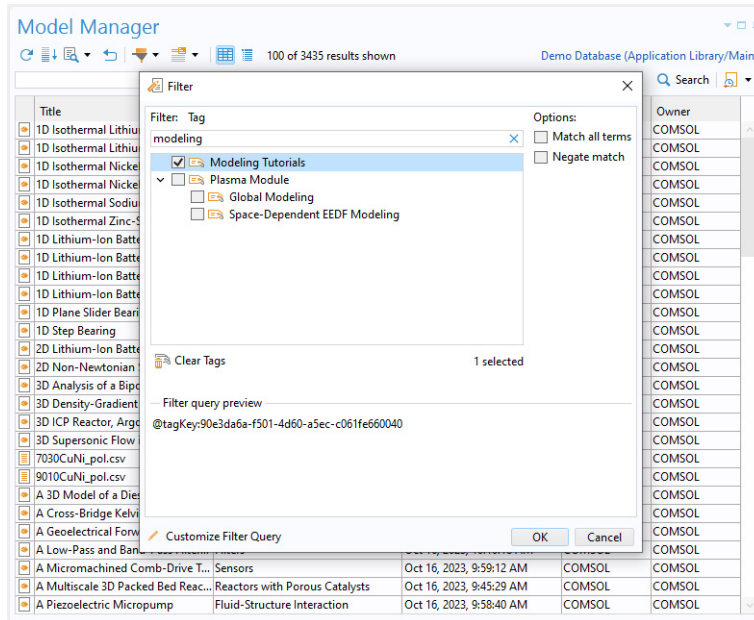 Model Manager
100 of 3435 results shown
Demo Database (Application Library/Main
Search
Title
Owner
1D Isothermal Lithiu
COMSOL
1D Isothermal Lithiu
COMSOL
1D Isothermal Nicke
COMSOL
1D Isothermal Nicke
COMSOL
1D Isothermal Sodiu
COMSOL
1D Isothermal Zinc-S
COMSOL
1D Lithium-Ion Batte
COMSOL
1D Lithium-Ion Batte
COMSOL
1D Lithium-Ion Batte
COMSOL
1D Lithium-Ion Batte
COMSOL
1D Plane Slider Beari
COMSOL
1D Step Bearing
COMSOL
2D Lithium-Ion Batte
COMSOL
2D Non-Newtonian
COMSOL
3D Analysis of a Bipo
COMSOL
3D Density-Gradient
COMSOL
3D ICP Reactor, Argo
COMSOL
3D Supersonic Flow
COMSOL
7030CuNi_pol.csv
COMSOL
9010CuNi_pol.csv
COMSOL
A 3D Model of a Dies
COMSOL
A Cross-Bridge Kelvi
COMSOL
A Geoelectrical Forw
COMSOL
A Low-Pass and Band
COMSOL
A Micromachined Comb-Drive T... Sensors Oct 16, 2023, 9:59:12 AM COMSOL COMSOL
A Multiscale 3D Packed Bed Reac... Reactors with Porous Catalysts Oct 16, 2023, 9:45:29 AM COMSOL COMSOL
A Piezoelectric Micropump Fluid-Structure Interaction Oct 16, 2023, 9:58:40 AM COMSOL COMSOL
Filter
Filter: Tag
Options:
modeling
Match all terms
Negate match
Modeling Tutorials
Plasma Module
Global Modeling
Space-Dependent EEDF Modeling
Clear Tags
1 selected
Filter query preview
@tagKey:90e3da6a-f501-4d60-a5ec-c061fe660040
Customize Filter Query
OK
Cancel